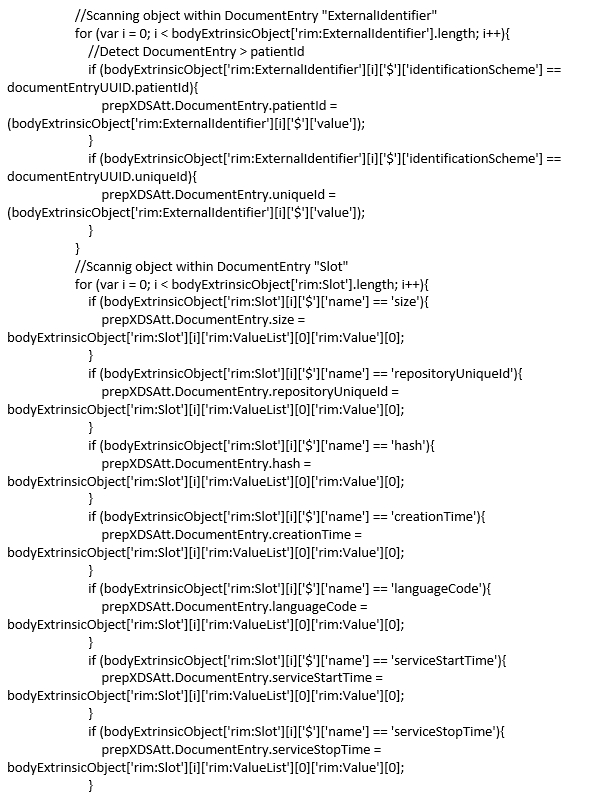 //Scanning object within DocumentEntry "ExternalIdentifier"
for (var i = 0; i < bodyExtrinsicObject['rim:ExternalIdentifier'].length; i++){
//Detect DocumentEntry > patientId
if (bodyExtrinsicObject['rim:ExternalIdentifier'][i]['$']['identificationScheme'] ==
documentEntryUUID.patientId){
prepXDSAtt.DocumentEntry.patientId =
(bodyExtrinsicObject['rim:ExternalIdentifier'][i]['$']['value']);
}
if (bodyExtrinsicObject['rim:ExternalIdentifier'][i]['$']['identificationScheme'] ==
documentEntryUUID.uniqueId){
prepXDSAtt.DocumentEntry.uniqueId =
(bodyExtrinsicObject['rim:ExternalIdentifier'][i]['$']['value']);
}
}
//Scannig object within DocumentEntry "Slot"
for (var i = 0; i < bodyExtrinsicObject['rim:Slot'].length; i++){
if (bodyExtrinsicObject['rim:Slot'][i]['$']['name'] == 'size'){
prepXDSAtt.DocumentEntry.size =
bodyExtrinsicObject['rim:Slot'][i]['rim:ValueList'][0]['rim:Value'][0];
}
if (bodyExtrinsicObject['rim:Slot'][i]['$']['name'] == 'repositoryUniqueId'){
prepXDSAtt.DocumentEntry.repositoryUniqueId =
bodyExtrinsicObject['rim:Slot'][i]['rim:ValueList'][0]['rim:Value'][0];
}
if (bodyExtrinsicObject['rim:Slot'][i]['$']['name'] == 'hash'){
prepXDSAtt.DocumentEntry.hash =
bodyExtrinsicObject['rim:Slot'][i]['rim:ValueList'][0]['rim:Value'][0];
}
if (bodyExtrinsicObject['rim:Slot'][i]['$']['name'] == 'creationTime'){
prepXDSAtt.DocumentEntry.creationTime =
bodyExtrinsicObject['rim:Slot'][i]['rim:ValueList'][0]['rim:Value'][0];
}
if (bodyExtrinsicObject['rim:Slot'][i]['$']['name'] == 'languageCode'){
prepXDSAtt.DocumentEntry.languageCode =
bodyExtrinsicObject['rim:Slot'][i]['rim:ValueList'][0]['rim:Value'][0];
}
if (bodyExtrinsicObject['rim:Slot'][i]['$']['name'] == 'serviceStartTime'){
prepXDSAtt.DocumentEntry.serviceStartTime =
bodyExtrinsicObject['rim:Slot'][i]['rim:ValueList'][0]['rim:Value'][0];
}
if (bodyExtrinsicObject['rim:Slot'][i]['$']['name'] == 'serviceStopTime'){
prepXDSAtt.DocumentEntry.serviceStopTime =
bodyExtrinsicObject['rim:Slot'][i]['rim:ValueList'][0]['rim:Value'][0];
}